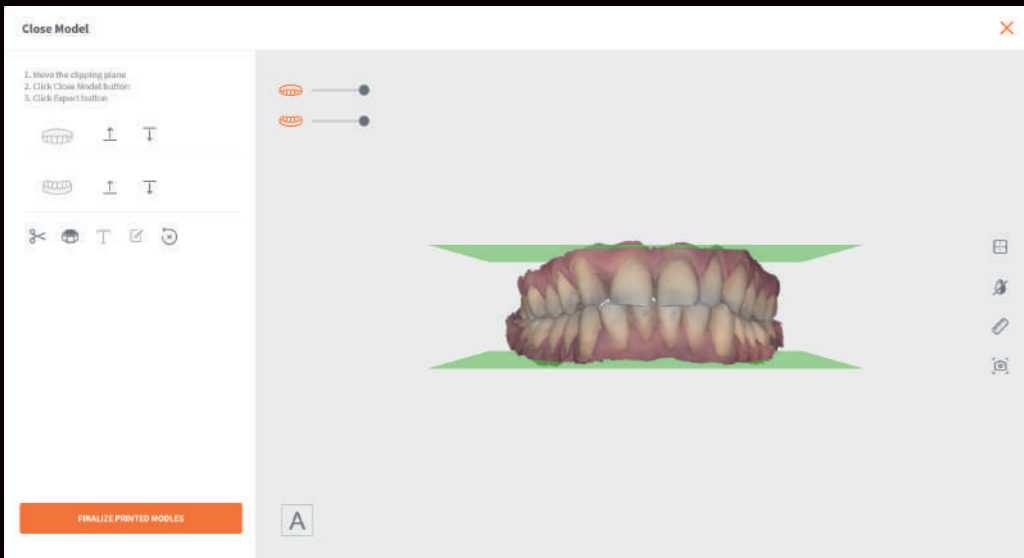 Close Model
1. Move the clipping plane
2. Click Close Model button
3. Click Export button
T
FINALIZE PRINTED MODLES
A